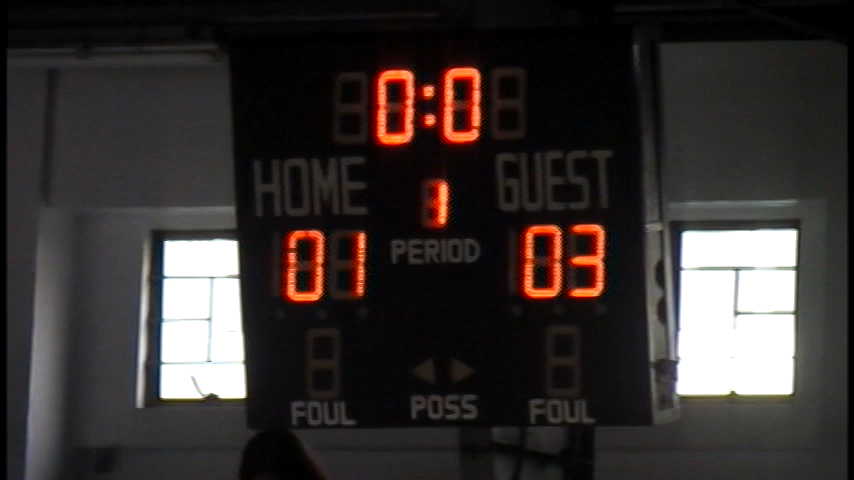 0:0
HOME 1 GUEST
01 PERIOD 03
FOUL POSS FOUL